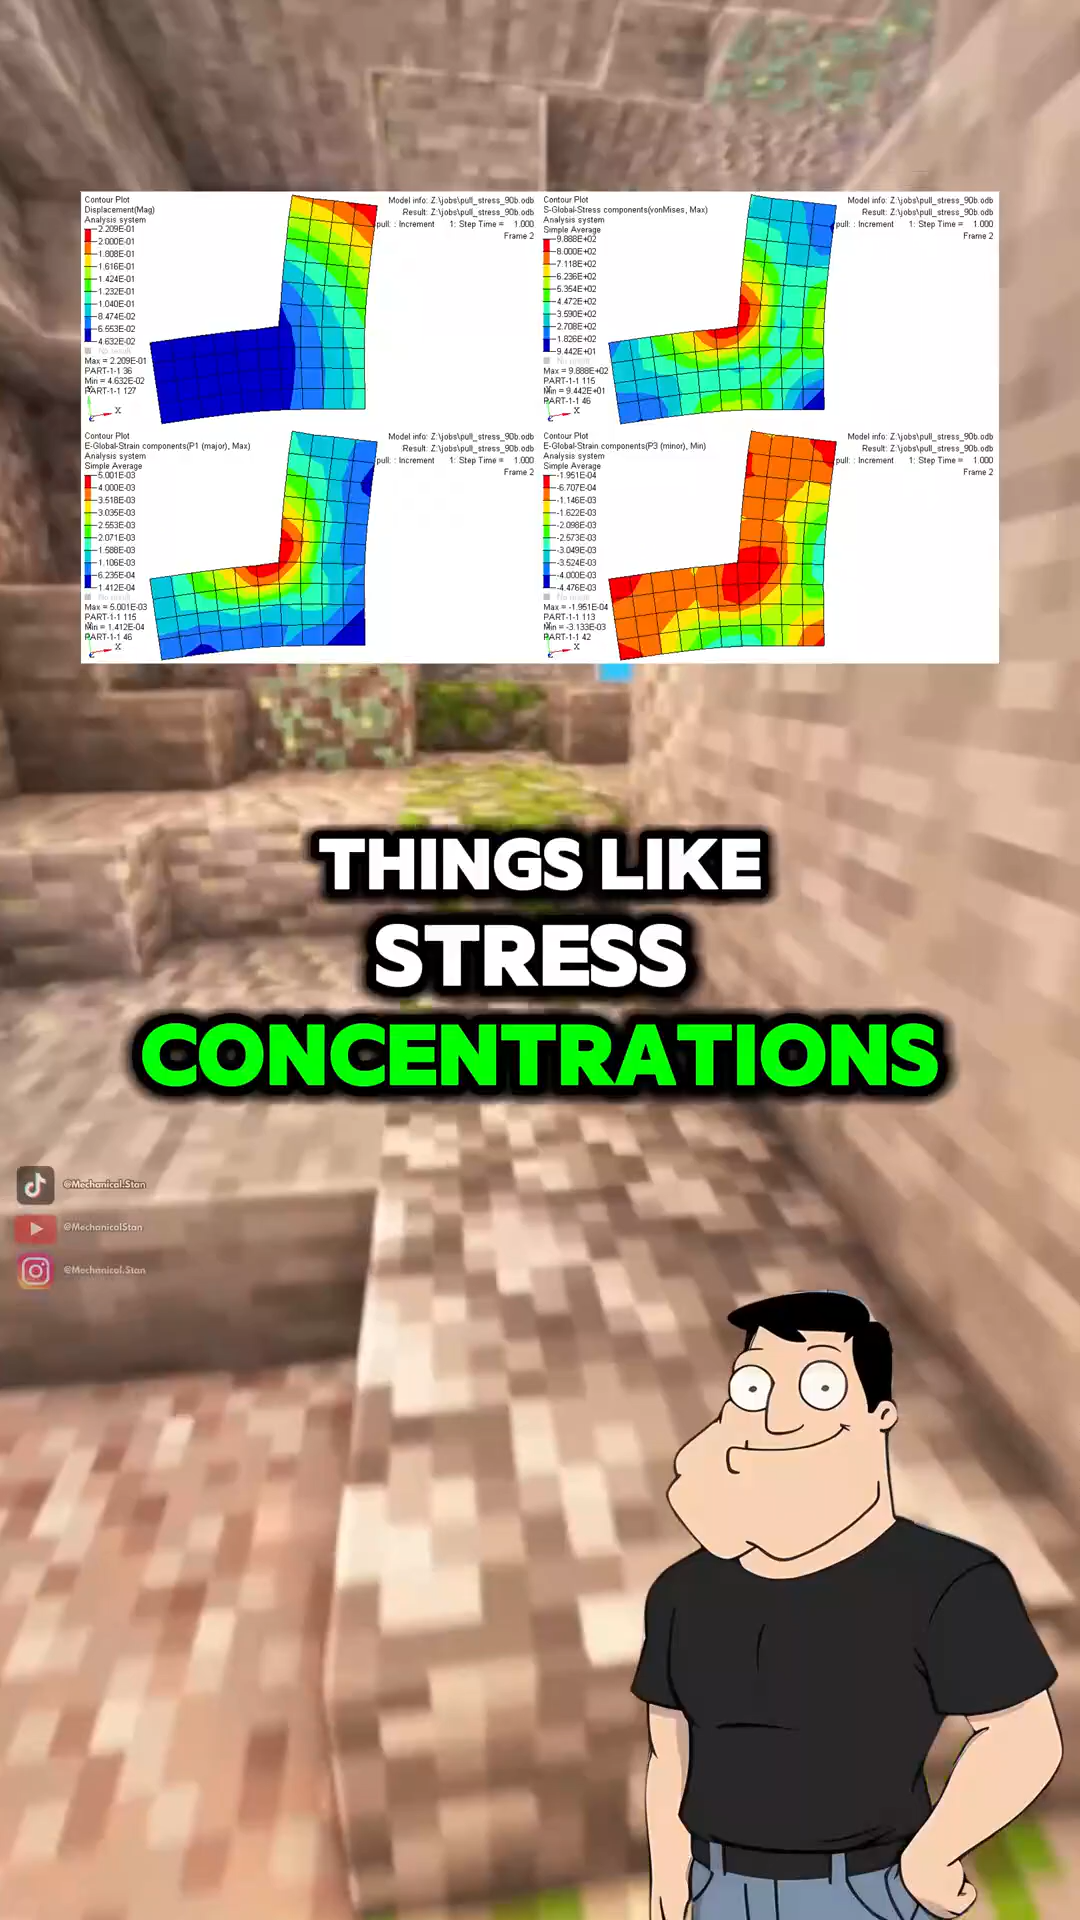 Contour Plot
Displacement(Mag)
Analysis system
2.209E-01
2.000E-01
1.808E-01
1.616E-01
1.424E-01
1.232E-01
1.040E-01
8.474E-02
6.553E-02
4.632E-02
No result
Max = 2.209E-01
PART-1-1 36
Min = 4.632E-02
PART-1-1 127
X
Model info: Z:\jobs\pull_stress_90b.odb
Result: Z:\jobs\pull_stress_90b.odb
pull: : Increment 1: Step Time = 1.000
Frame 2
Contour Plot
S-Global-Stress components(vonMises, Max)
Analysis system
Simple Average
9.888E+02
8.000E+02
7.118E+02
6.236E+02
5.354E+02
4.472E+02
3.590E+02
2.708E+02
1.826E+02
9.442E+01
No result
Max = 9.888E+02
PART-1-1 115
Min = 9.442E+01
PART-1-1 46
X
Model info: Z:\jobs\pull_stress_90b.odb
Result: Z:\jobs\pull_stress_90b.odb
pull: : Increment 1: Step Time = 1.000
Frame 2
Contour Plot
E-Global-Strain components(P1 (major), Max)
Analysis system
Simple Average
5.001E-03
4.000E-03
3.518E-03
3.035E-03
2.553E-03
2.071E-03
1.588E-03
1.106E-03
6.235E-04
1.412E-04
No result
Max = 5.001E-03
PART-1-1 115
Min = 1.412E-04
PART-1-1 46
X
Model info: Z:\jobs\pull_stress_90b.odb
Result: Z:\jobs\pull_stress_90b.odb
pull: : Increment 1: Step Time = 1.000
Frame 2
Contour Plot
E-Global-Strain components(P3 (minor), Min)
Analysis system
Simple Average
-1.951E-04
-6.707E-04
-1.146E-03
-1.622E-03
-2.098E-03
-2.573E-03
-3.049E-03
-3.524E-03
-4.000E-03
-4.476E-03
No result
Max = -1.951E-04
PART-1-1 113
Min = -3.133E-03
PART-1-1 42
X
Model info: Z:\jobs\pull_stress_90b.odb
Result: Z:\jobs\pull_stress_90b.odb
pull: : Increment 1: Step Time = 1.000
Frame 2
THINGS LIKE
STRESS
CONCENTRATIONS
@Mechanical.Stan
@MechanicalStan
@Mechanical.Stan